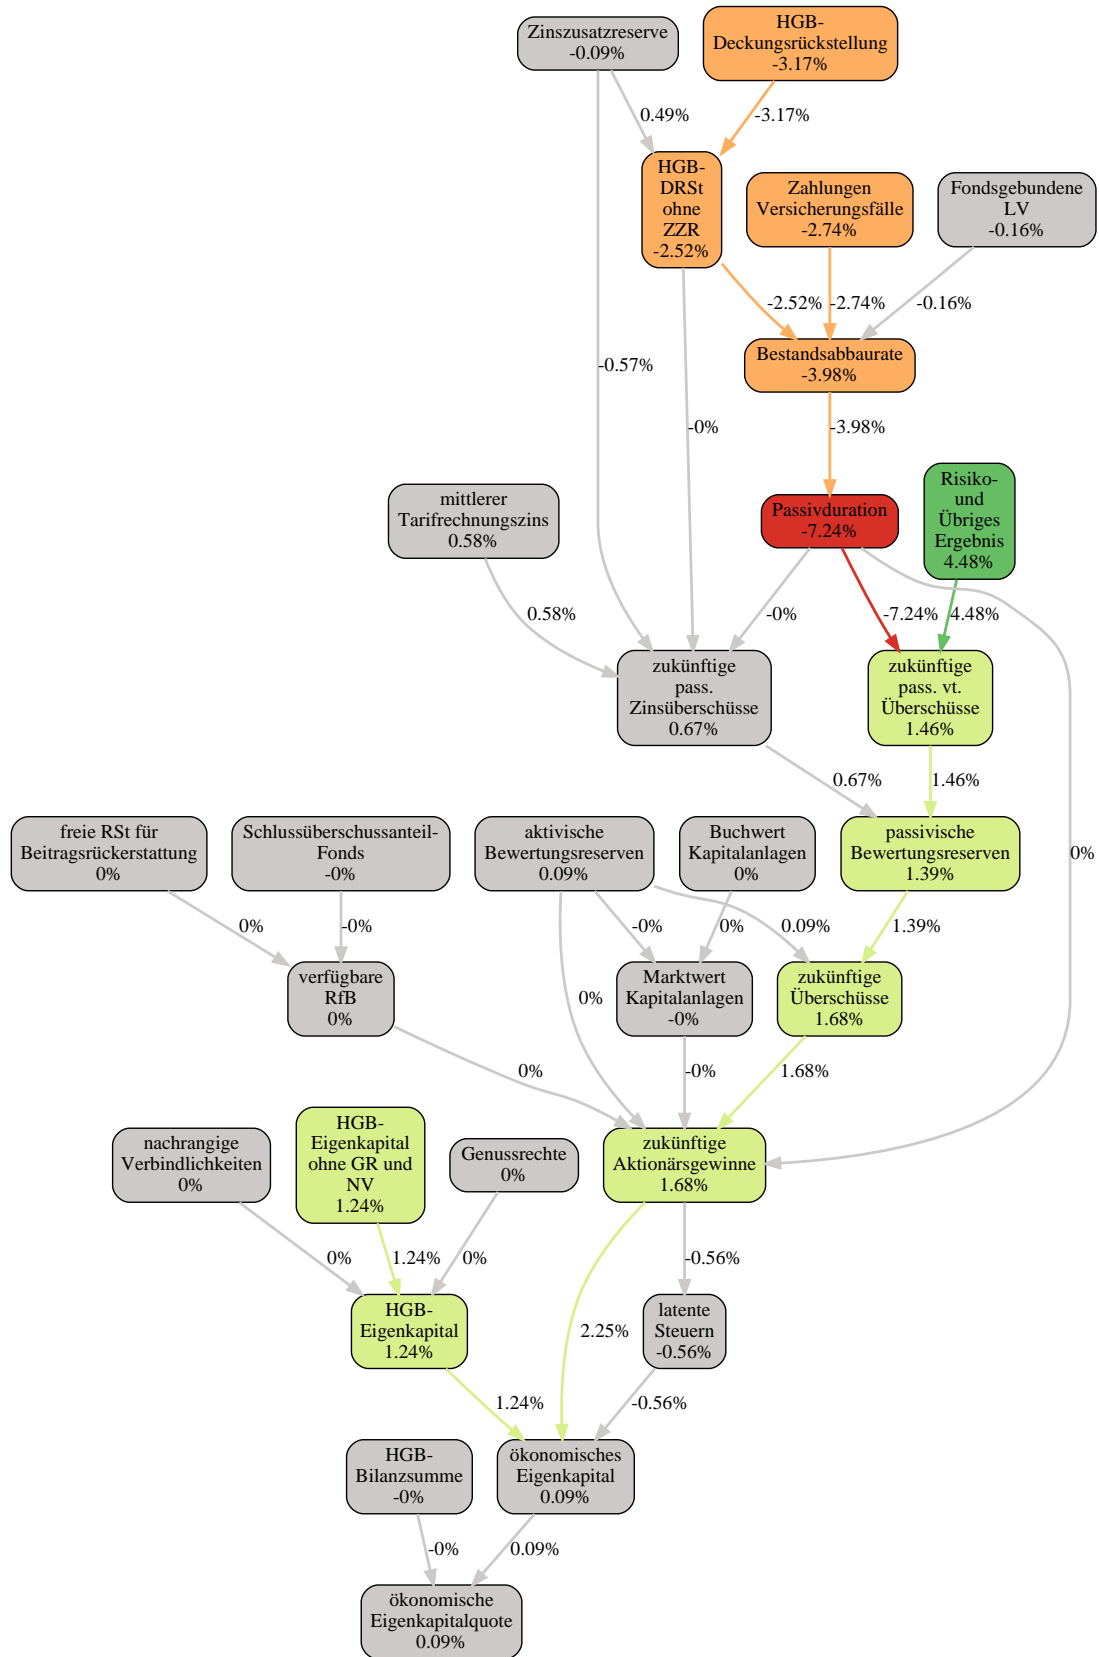 Zinszusatzreserve
-0.09%
HGB-
Deckungsrückstellung
-3.17%
0.49%
-3.17%
HGB-
DRSt
ohne
ZZR
-2.52%
Zahlungen
Versicherungsfälle
-2.74%
Fondsgebundene
LV
-0.16%
-2.52%
-2.74%
-0.16%
Bestandsabbaurate
-3.98%
-0.57%
-0%
-3.98%
mittlerer
Tarifrechnungszins
0.58%
Passivduration
-7.24%
Risiko-
und
Übriges
Ergebnis
4.48%
0.58%
-0%
-7.24%
4.48%
zukünftige
pass.
Zinsüberschüsse
0.67%
zukünftige
pass. vt.
Überschüsse
1.46%
0.67%
1.46%
freie RSt für
Beitragsrückerstattung
0%
Schlussüberschussanteil-
Fonds
-0%
aktivische
Bewertungsreserven
0.09%
Buchwert
Kapitalanlagen
0%
passivische
Bewertungsreserven
1.39%
0%
0%
-0%
-0%
0%
0.09%
1.39%
verfügbare
RfB
0%
0%
Marktwert
Kapitalanlagen
-0%
zukünftige
Überschüsse
1.68%
0%
-0%
1.68%
nachrangige
Verbindlichkeiten
0%
HGB-
Eigenkapital
ohne GR und
NV
1.24%
Genussrechte
0%
zukünftige
Aktionärsgewinne
1.68%
0%
1.24%
0%
-0.56%
HGB-
Eigenkapital
1.24%
2.25%
latente
Steuern
-0.56%
1.24%
-0.56%
HGB-
Bilanzsumme
-0%
ökonomisches
Eigenkapital
0.09%
-0%
0.09%
ökonomische
Eigenkapitalquote
0.09%